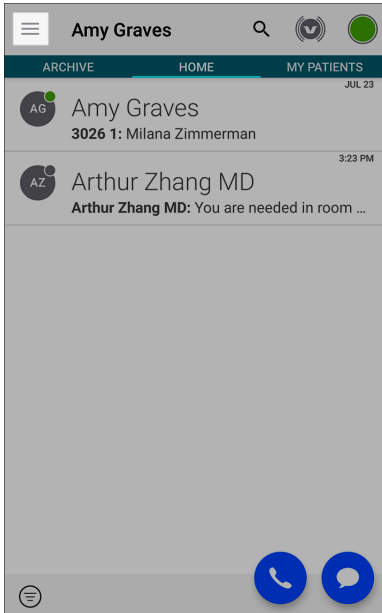 Amy Graves
ARCHIVE HOME MY PATIENTS
JUL 23
AG Amy Graves
3026 1: Milana Zimmerman
3:23 PM
AZ Arthur Zhang MD
Arthur Zhang MD: You are needed in room ...